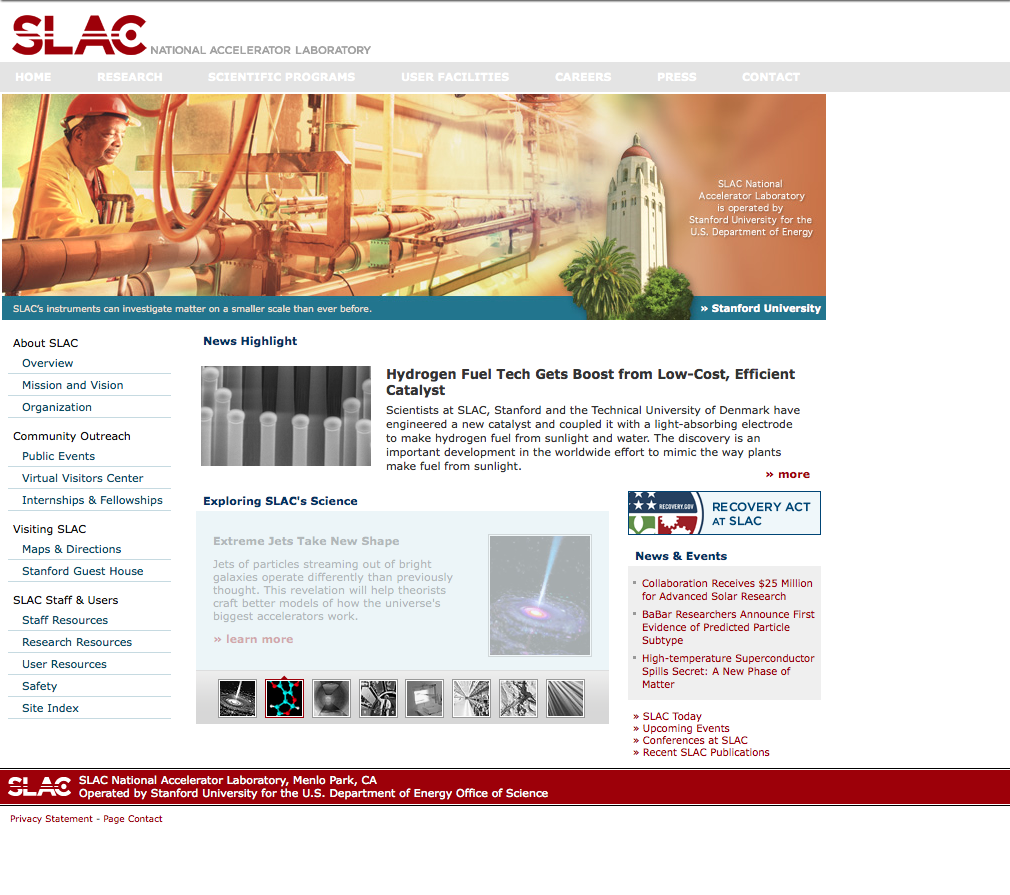 SLAC NATIONAL ACCELERATOR LABORATORY
HOME RESEARCH SCIENTIFIC PROGRAMS USER FACILITIES CAREERS PRESS CONTACT
SLAC National
Accelerator Laboratory
is operated by
Stanford University for the
U.S. Department of Energy
SLAC's instruments can investigate matter on a smaller scale than ever before.
» Stanford University
About SLAC
Overview
Mission and Vision
Organization
Community Outreach
Public Events
Virtual Visitors Center
Internships & Fellowships
Visiting SLAC
Maps & Directions
Stanford Guest House
SLAC Staff & Users
Staff Resources
Research Resources
User Resources
Safety
Site Index
News Highlight
Hydrogen Fuel Tech Gets Boost from Low-Cost, Efficient
Catalyst
Scientists at SLAC, Stanford and the Technical University of Denmark have
engineered a new catalyst and coupled it with a light-absorbing electrode
to make hydrogen fuel from sunlight and water. The discovery is an
important development in the worldwide effort to mimic the way plants
make fuel from sunlight.
» more
Exploring SLAC's Science
Extreme Jets Take New Shape
Jets of particles streaming out of bright
galaxies operate differently than previously
thought. This revelation will help theorists
craft better models of how the universe's
biggest accelerators work.
» learn more
RECOVERY.GOV
RECOVERY ACT
AT SLAC
News & Events
Collaboration Receives $25 Million
for Advanced Solar Research
BaBar Researchers Announce First
Evidence of Predicted Particle
Subtype
High-temperature Superconductor
Spills Secret: A New Phase of
Matter
» SLAC Today
» Upcoming Events
» Conferences at SLAC
» Recent SLAC Publications
SLAC
SLAC National Accelerator Laboratory, Menlo Park, CA
Operated by Stanford University for the U.S. Department of Energy Office of Science
Privacy Statement - Page Contact